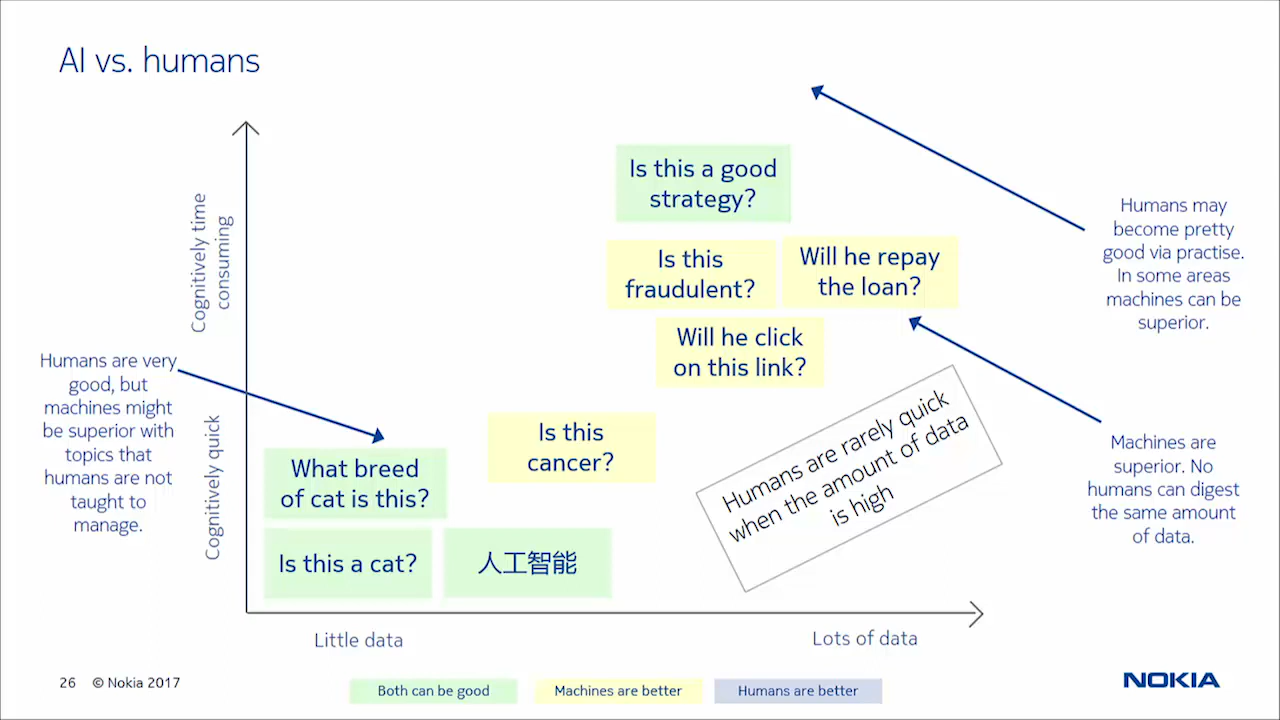 AI vs. humans
Cognitively time
consuming
Cognitively quick
Is this a good
strategy?
Is this
fraudulent?
Will he repay
the loan?
Will he click
on this link?
Is this
cancer?
What breed
of cat is this?
Is this a cat?
人工智能
Humans are rarely quick
when the amount of data
is high
Humans are very
good, but
machines might
be superior with
topics that
humans are not
taught to
manage.
Humans may
become pretty
good via practise.
In some areas
machines can be
superior.
Machines are
superior. No
humans can digest
the same amount
of data.
Little data
Lots of data
26 © Nokia 2017
Both can be good
Machines are better
Humans are better
NOKIA